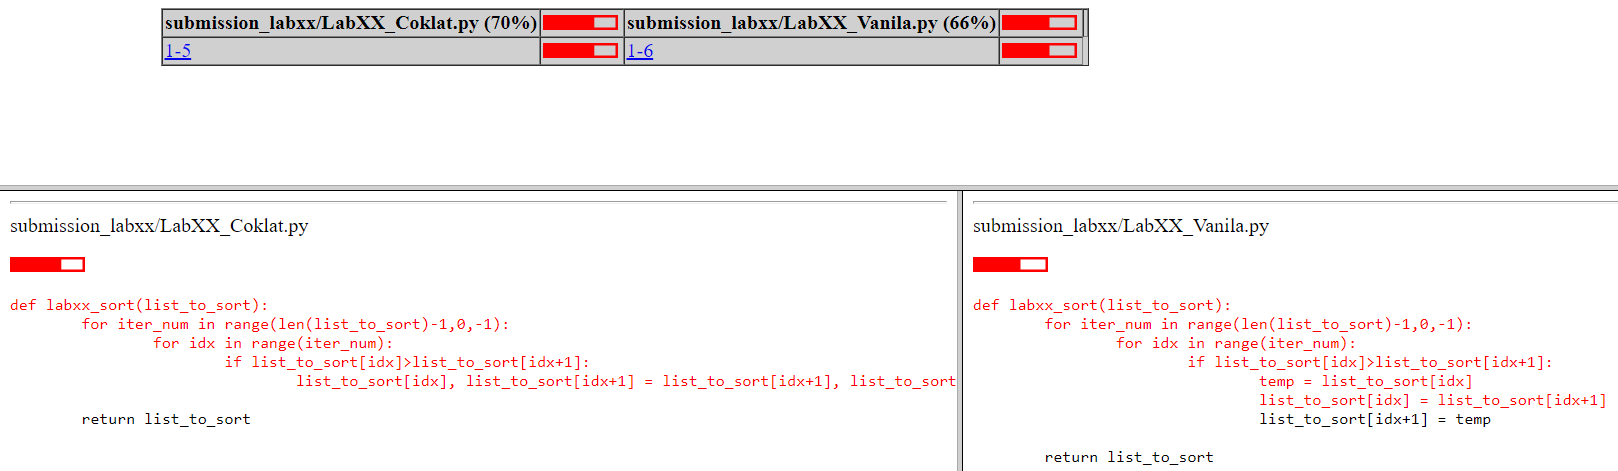 submission_labxx/LabXX_Coklat.py (70%) submission_labxx/LabXX_Vanila.py (66%)
1-5 1-6
submission_labxx/LabXX_Coklat.py
def labxx_sort(list_to_sort):
        for iter_num in range(len(list_to_sort)-1,0,-1):
                for idx in range(iter_num):
                        if list_to_sort[idx]>list_to_sort[idx+1]:
                                list_to_sort[idx], list_to_sort[idx+1] = list_to_sort[idx+1], list_to_sort
        return list_to_sort
submission_labxx/LabXX_Vanila.py
def labxx_sort(list_to_sort):
        for iter_num in range(len(list_to_sort)-1,0,-1):
                for idx in range(iter_num):
                        if list_to_sort[idx]>list_to_sort[idx+1]:
                                temp = list_to_sort[idx]
                                list_to_sort[idx] = list_to_sort[idx+1]
                                list_to_sort[idx+1] = temp
        return list_to_sort